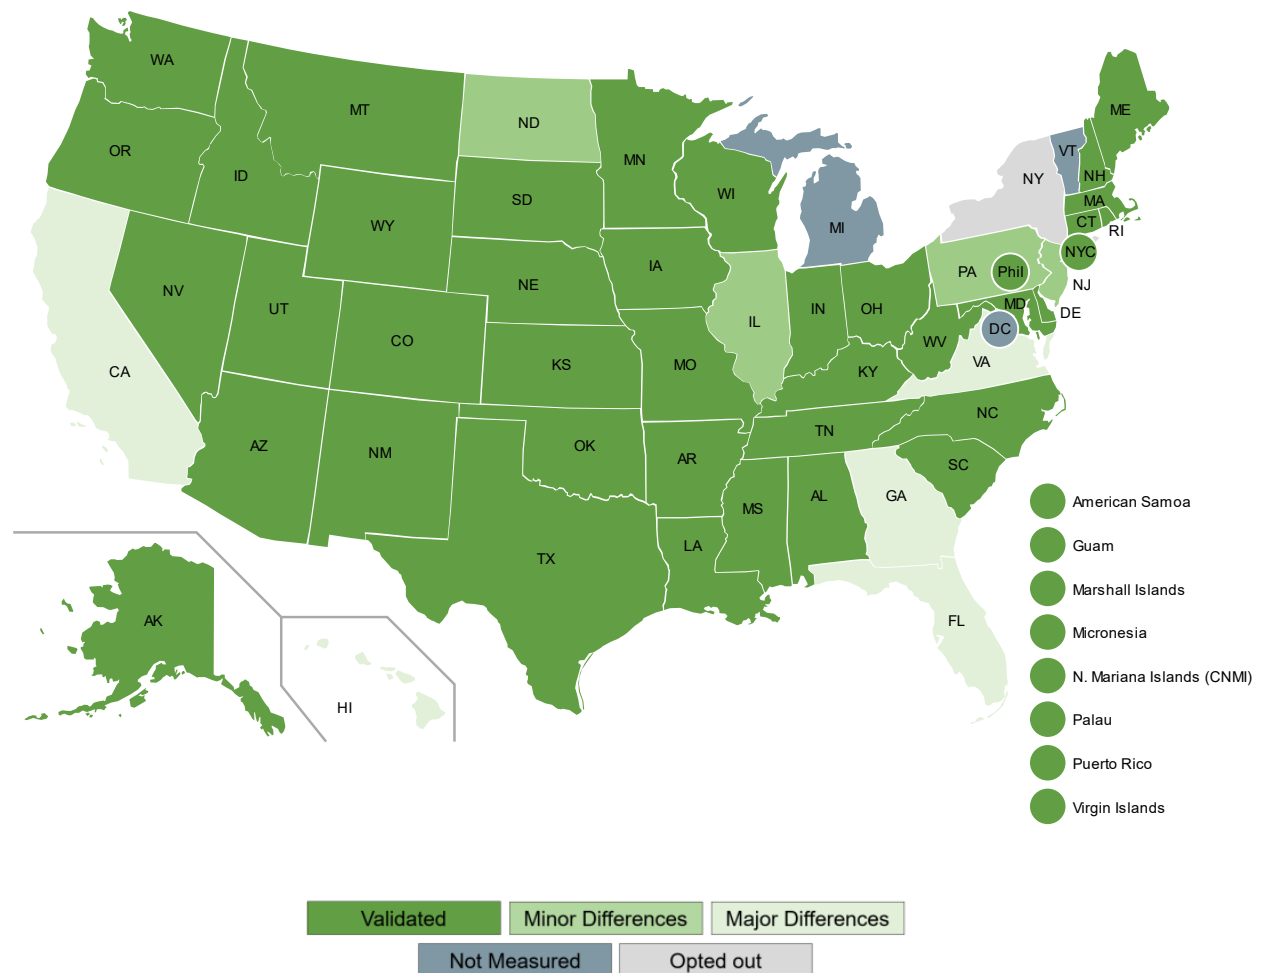 WA
MT
ND
ME
OR
ID
MN
VT
NH
NY
WI
SD
WY
MA
CT
RI
MI
NYC
IA
PA
Phil
NJ
NE
NV
UT
IN
OH
MD
DE
IL
DC
CO
WV
VA
KS
MO
KY
CA
NC
TN
AZ
NM
OK
AR
SC
MS
AL
GA
American Samoa
LA
Guam
TX
Marshall Islands
AK
FL
Micronesia
N. Mariana Islands (CNMI)
HI
Palau
Puerto Rico
Virgin Islands
Validated
Minor Differences
Major Differences
Not Measured
Opted out